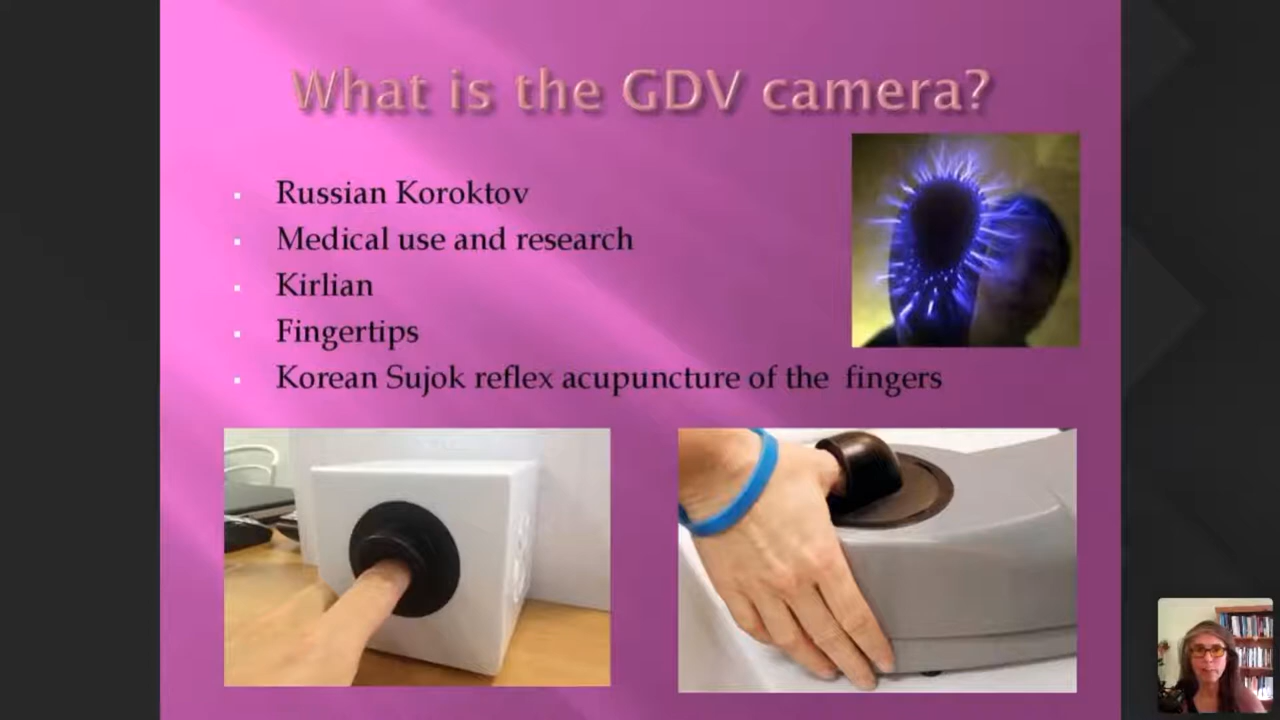 What is the GDV camera?
Russian Koroktov
Medical use and research
Kirlian
Fingertips
Korean Sujok reflex acupuncture of the fingers